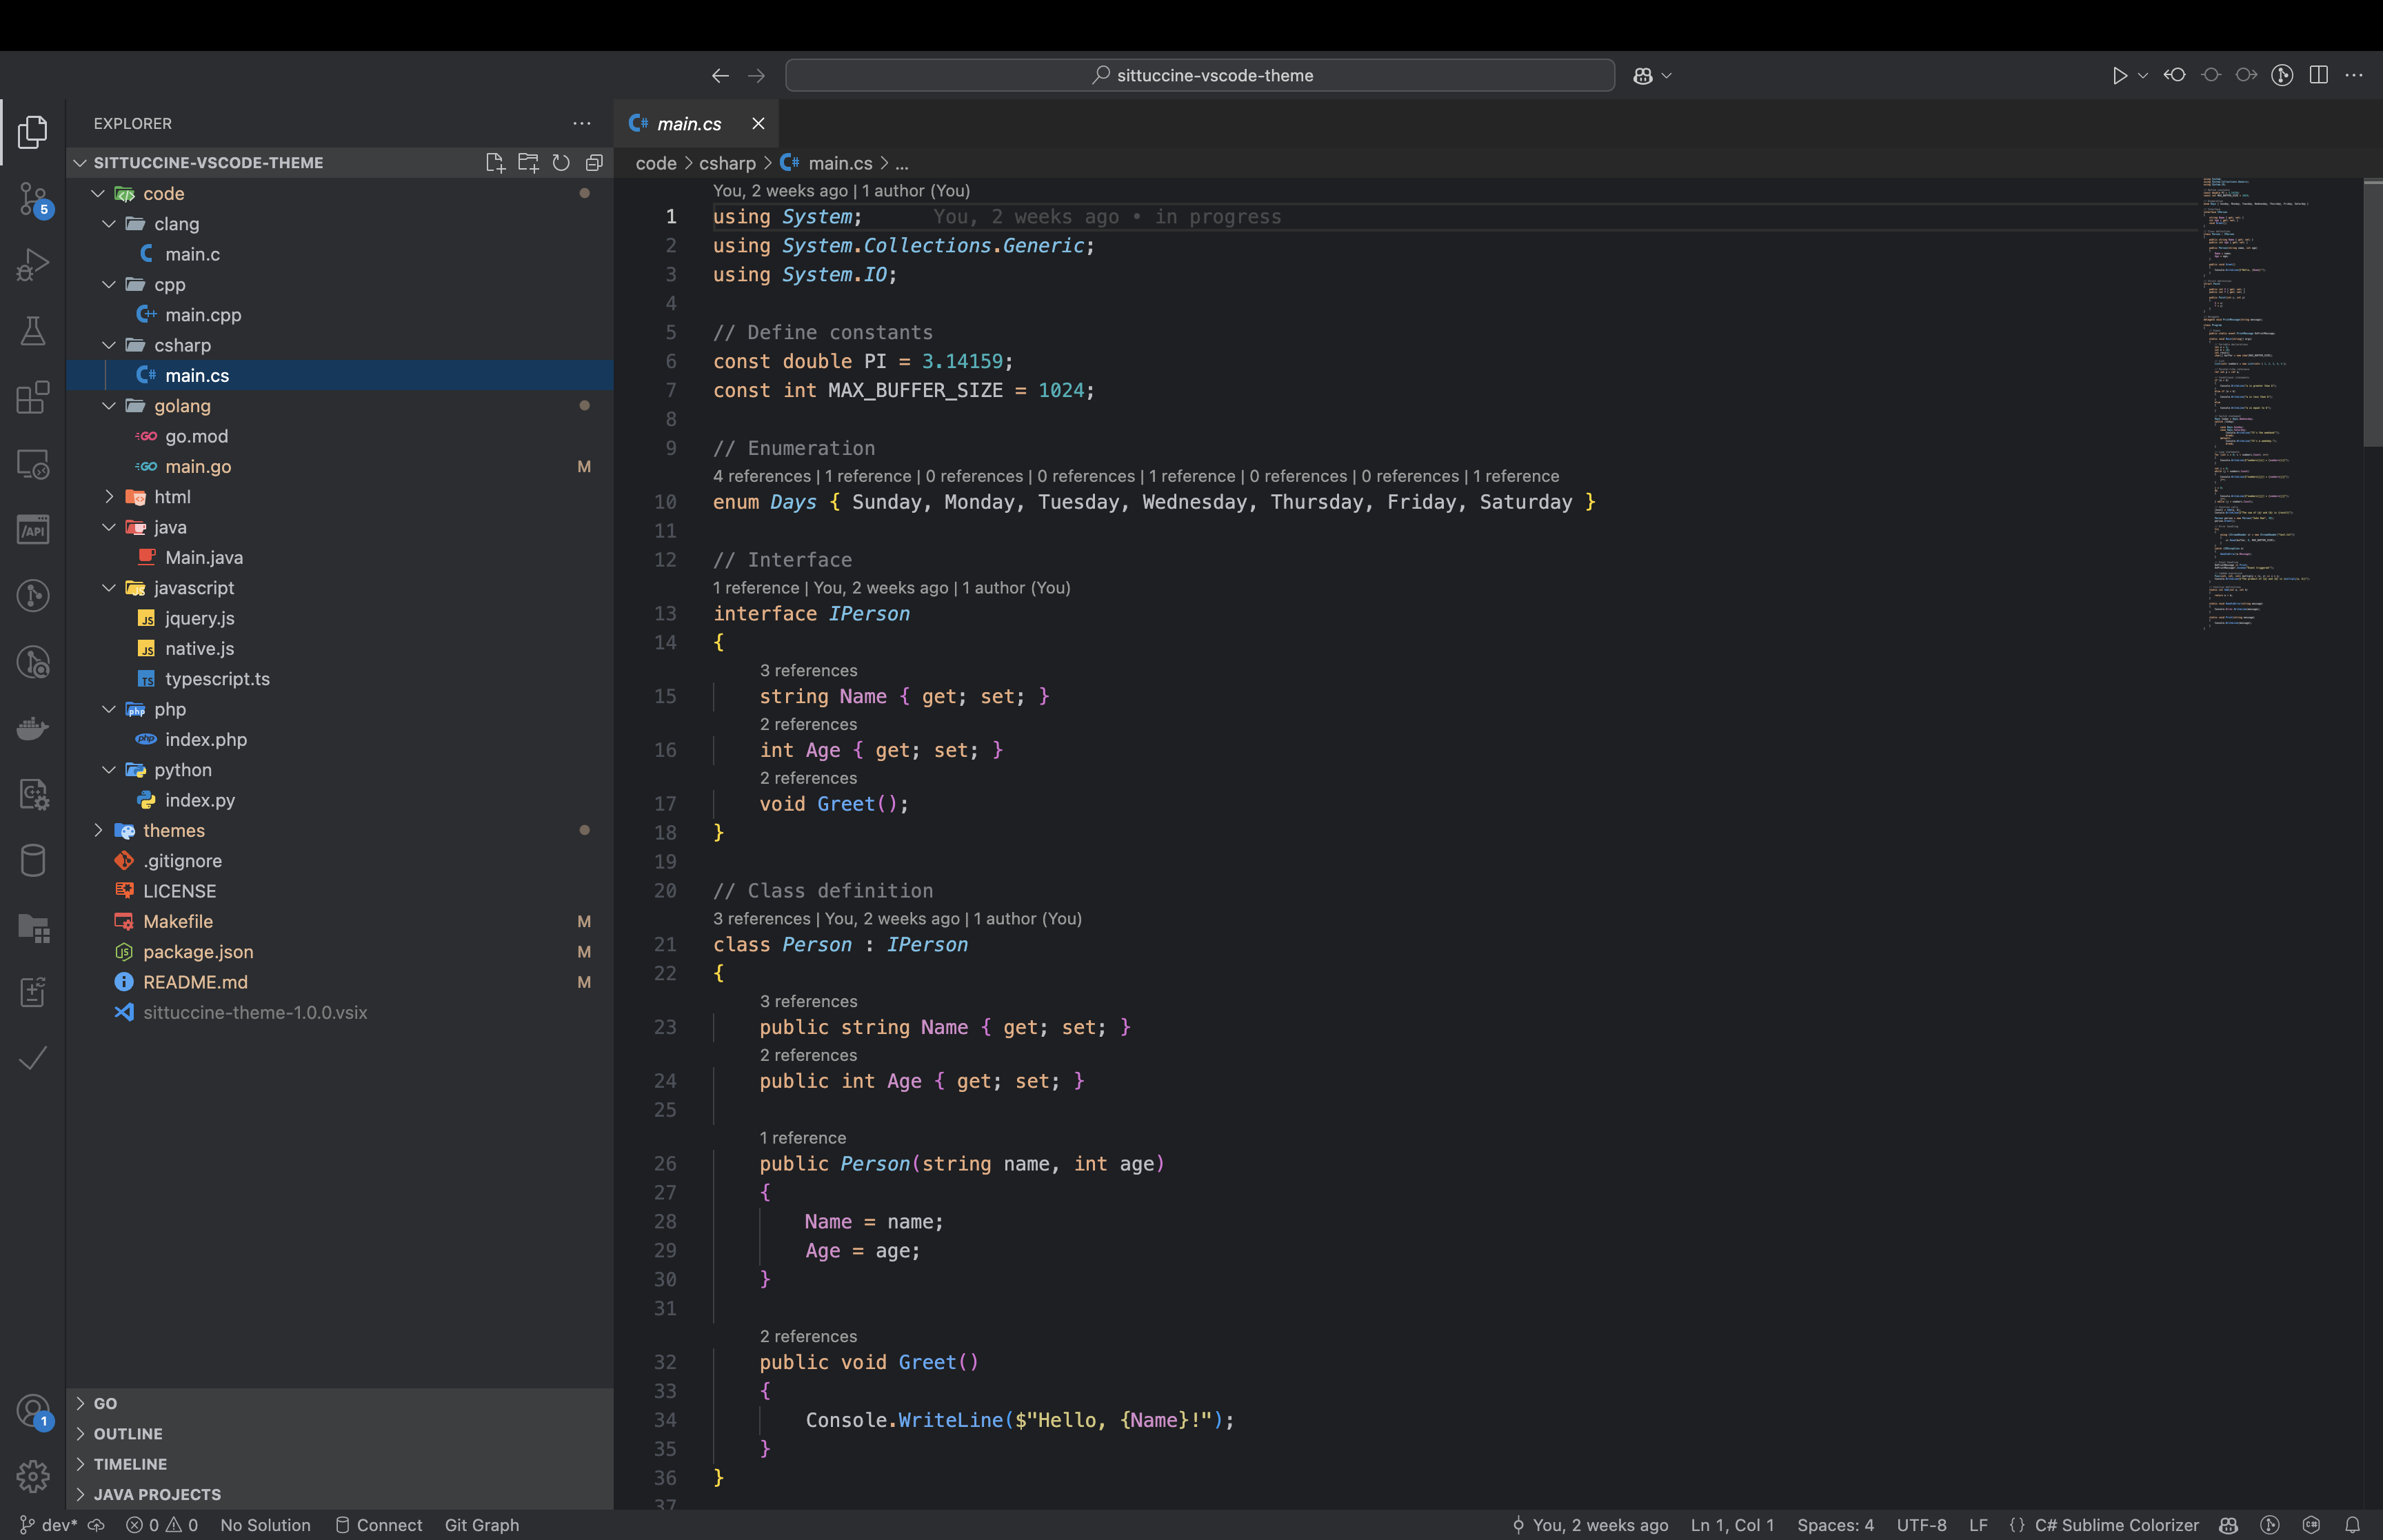 sittuccine-vscode-theme
EXPLORER
main.cs
SITTUCCINE-VSCODE-THEME
code > csharp > main.cs > ...
code
clang
main.c
cpp
main.cpp
csharp
main.cs
golang
go.mod
main.go M
html
java
Main.java
javascript
jquery.js
native.js
typescript.ts
php
index.php
python
index.py
themes
.gitignore
LICENSE
Makefile M
package.json M
README.md M
sittuccine-theme-1.0.0.vsix
GO
OUTLINE
TIMELINE
JAVA PROJECTS
5
/API
1
You, 2 weeks ago | 1 author (You)
1 using System; You, 2 weeks ago • in progress
2 using System.Collections.Generic;
3 using System.IO;
4
5 // Define constants
6 const double PI = 3.14159;
7 const int MAX_BUFFER_SIZE = 1024;
8
9 // Enumeration
4 references | 1 reference | 0 references | 0 references | 1 reference | 0 references | 0 references | 1 reference
10 enum Days { Sunday, Monday, Tuesday, Wednesday, Thursday, Friday, Saturday }
11
12 // Interface
1 reference | You, 2 weeks ago | 1 author (You)
13 interface IPerson
14 {
3 references
15 string Name { get; set; }
2 references
16 int Age { get; set; }
2 references
17 void Greet();
18 }
19
20 // Class definition
3 references | You, 2 weeks ago | 1 author (You)
21 class Person : IPerson
22 {
3 references
23 public string Name { get; set; }
2 references
24 public int Age { get; set; }
25
1 reference
26 public Person(string name, int age)
27 {
28 Name = name;
29 Age = age;
30 }
31
2 references
32 public void Greet()
33 {
34 Console.WriteLine($"Hello, {Name}!");
35 }
36 }
37
dev* 0 0 No Solution Connect Git Graph You, 2 weeks ago Ln 1, Col 1 Spaces: 4 UTF-8 LF {} C# Sublime Colorizer